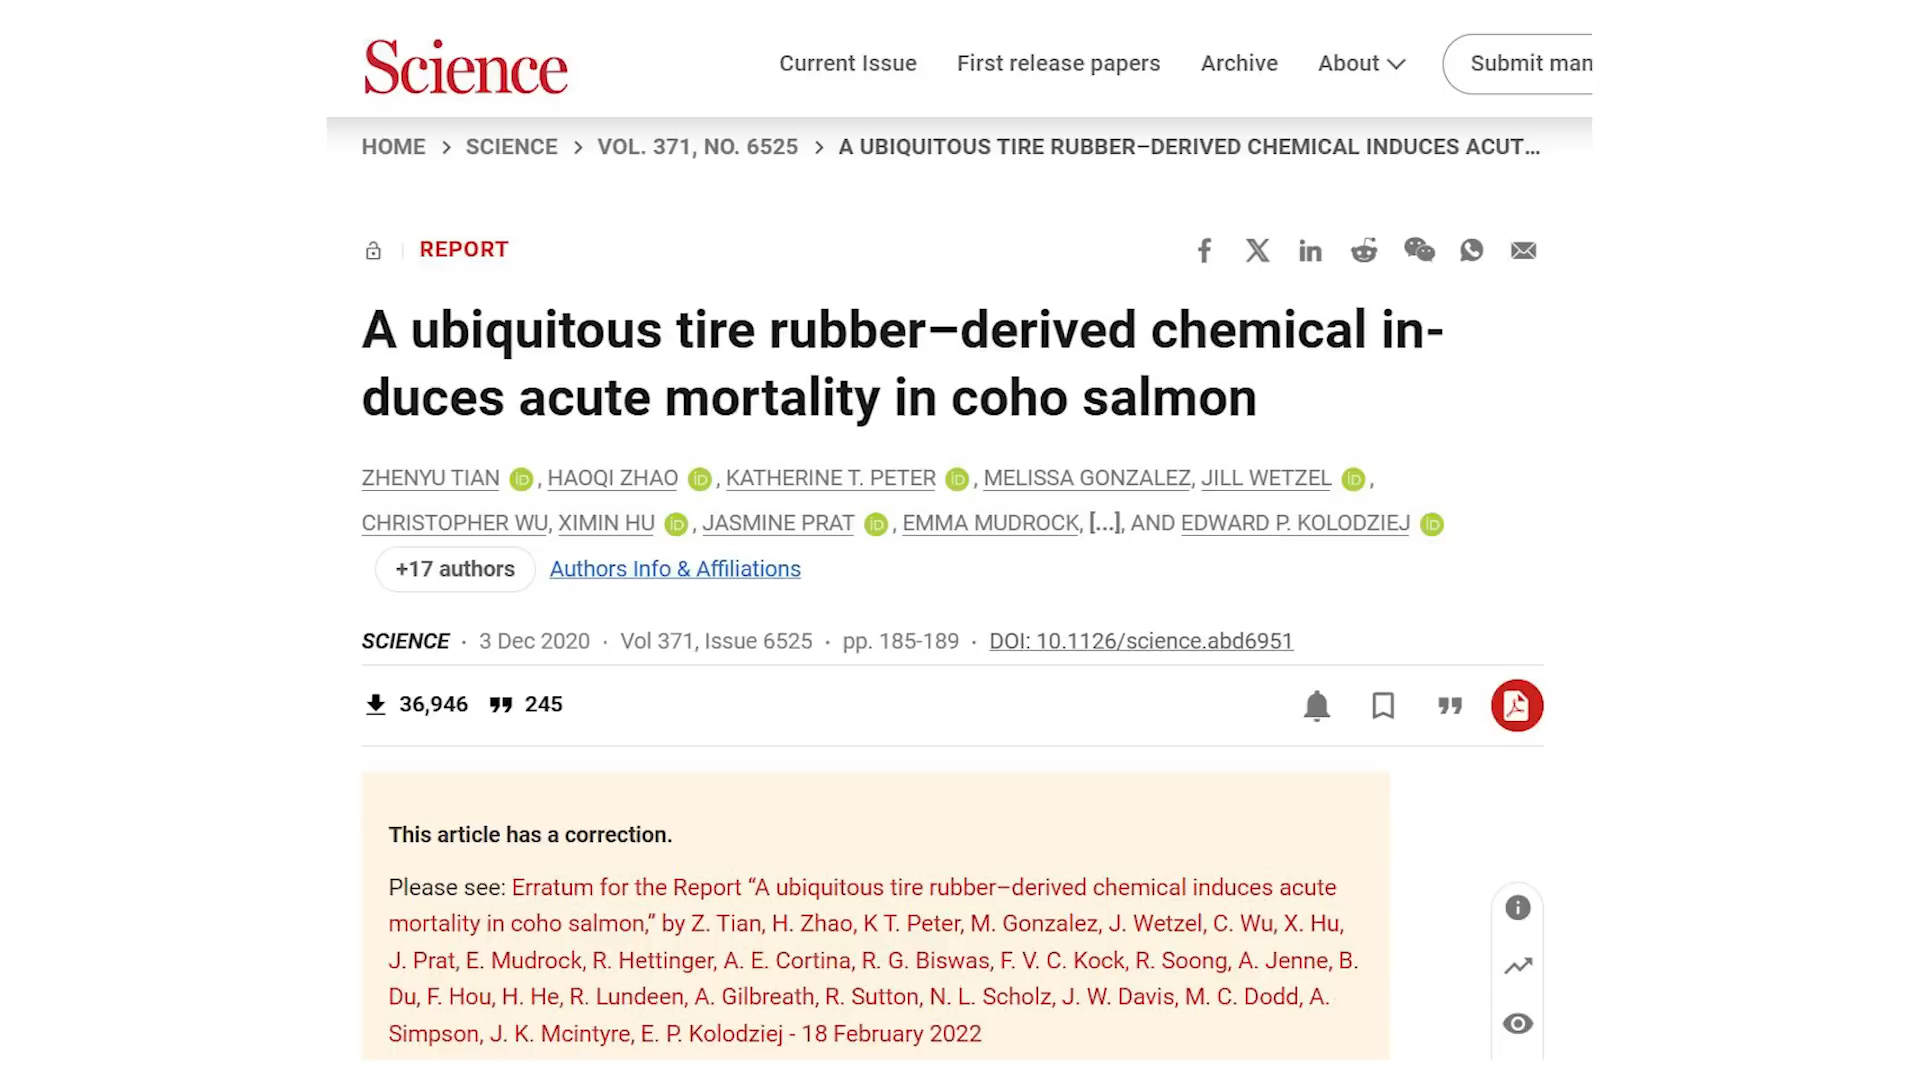 Science
Current Issue First release papers Archive About Submit man
HOME > SCIENCE > VOL. 371, NO. 6525 > A UBIQUITOUS TIRE RUBBER–DERIVED CHEMICAL INDUCES ACUT...
REPORT
A ubiquitous tire rubber–derived chemical in-
duces acute mortality in coho salmon
ZHENYU TIAN iD, HAOQI ZHAO iD, KATHERINE T. PETER iD, MELISSA GONZALEZ, JILL WETZEL iD,
CHRISTOPHER WU, XIMIN HU iD, JASMINE PRAT iD, EMMA MUDROCK, [...], AND EDWARD P. KOLODZIEJ iD
+17 authors Authors Info & Affiliations
SCIENCE · 3 Dec 2020 · Vol 371, Issue 6525 · pp. 185-189 · DOI: 10.1126/science.abd6951
36,946 245
This article has a correction.
Please see: Erratum for the Report “A ubiquitous tire rubber–derived chemical induces acute
mortality in coho salmon,” by Z. Tian, H. Zhao, K T. Peter, M. Gonzalez, J. Wetzel, C. Wu, X. Hu,
J. Prat, E. Mudrock, R. Hettinger, A. E. Cortina, R. G. Biswas, F. V. C. Kock, R. Soong, A. Jenne, B.
Du, F. Hou, H. He, R. Lundeen, A. Gilbreath, R. Sutton, N. L. Scholz, J. W. Davis, M. C. Dodd, A.
Simpson, J. K. Mcintyre, E. P. Kolodziej - 18 February 2022